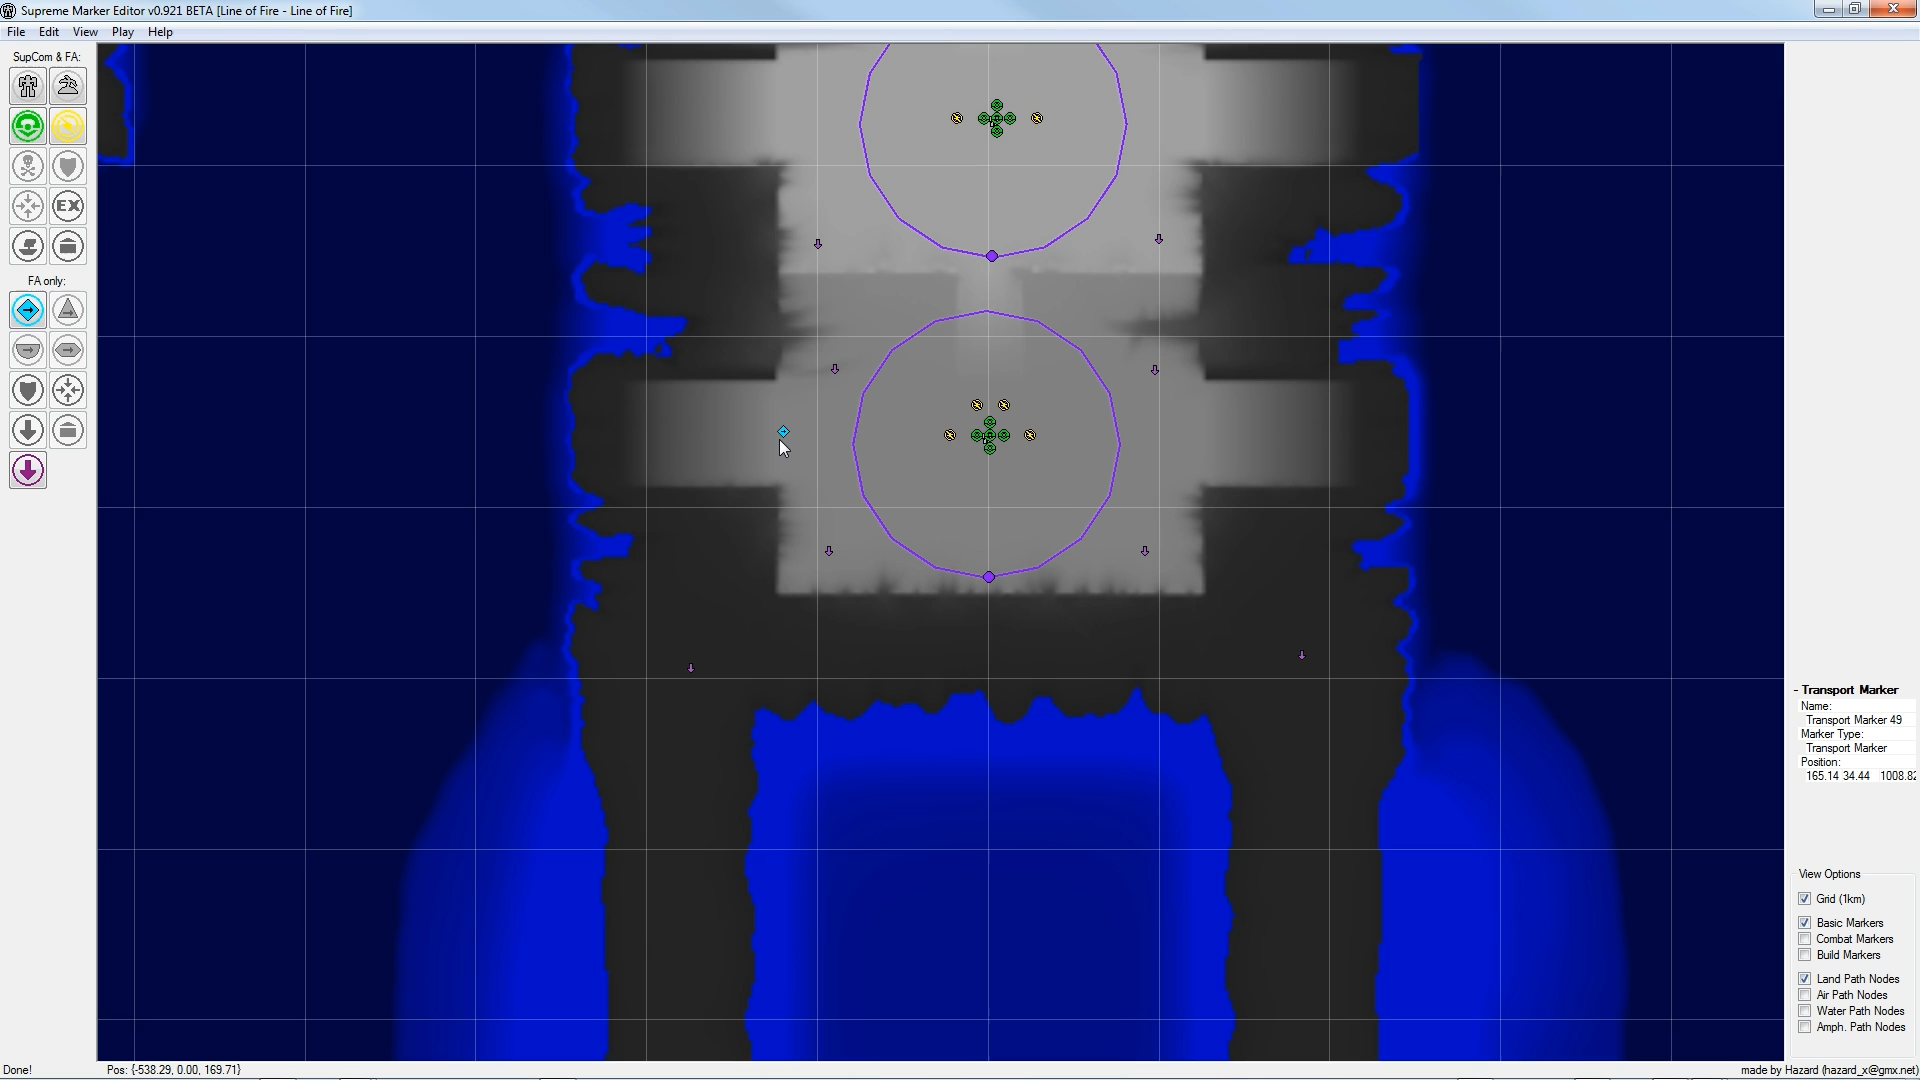 Supreme Marker Editor v0.921 BETA [Line of Fire - Line of Fire]
File Edit View Play Help
SupCom & FA:
EX
FA only:
- Transport Marker
Name:
Transport Marker 49
Marker Type:
Transport Marker
Position:
165.14 34.44 1008.82
View Options
Grid (1km)
Basic Markers
Combat Markers
Build Markers
Land Path Nodes
Air Path Nodes
Water Path Nodes
Amph. Path Nodes
Done!
Pos: {-538.29, 0.00, 169.71}
made by Hazard (hazard_x@gmx.net)